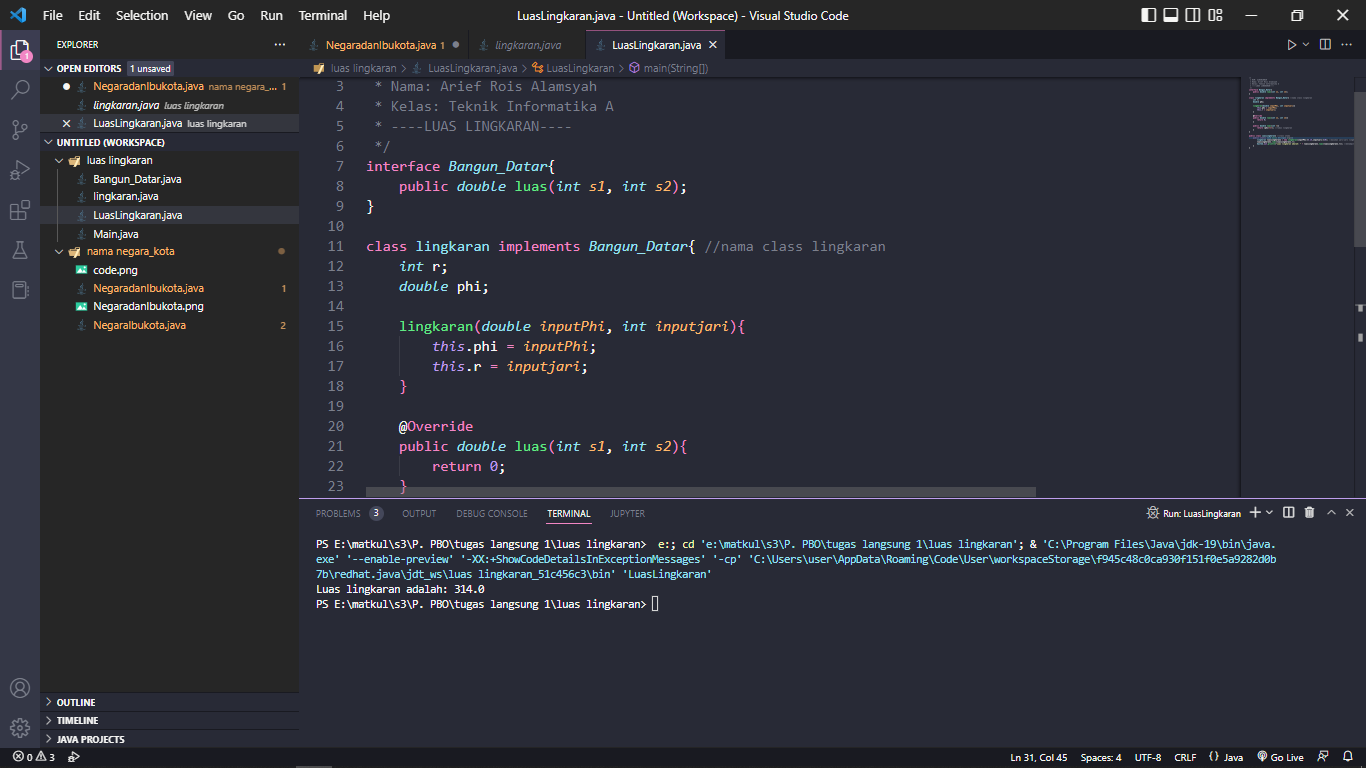 File Edit Selection View Go Run Terminal Help LuasLingkaran.java - Untitled (Workspace) - Visual Studio Code
EXPLORER
NegaradanIbukota.java 1 lingkaran.java LuasLingkaran.java
luas lingkaran > LuasLingkaran.java > LuasLingkaran > main(String[])
1
OPEN EDITORS 1 unsaved
NegaradanIbukota.java nama negara_... 1
lingkaran.java luas lingkaran
LuasLingkaran.java luas lingkaran
UNTITLED (WORKSPACE)
luas lingkaran
Bangun_Datar.java
lingkaran.java
LuasLingkaran.java
Main.java
nama negara_kota
code.png
NegaradanIbukota.java 1
NegaradanIbukota.png
NegaraIbukota.java 2
OUTLINE
TIMELINE
JAVA PROJECTS
3 * Nama: Arief Rois Alamsyah
4 * Kelas: Teknik Informatika A
5 * ----LUAS LINGKARAN----
6 */
7 interface Bangun_Datar{
8 public double luas(int s1, int s2);
9 }
10
11 class lingkaran implements Bangun_Datar{ //nama class lingkaran
12 int r;
13 double phi;
14
15 lingkaran(double inputPhi, int inputjari){
16 this.phi = inputPhi;
17 this.r = inputjari;
18 }
19
20 @Override
21 public double luas(int s1, int s2){
22 return 0;
23 }
PROBLEMS 3 OUTPUT DEBUG CONSOLE TERMINAL JUPYTER Run: LuasLingkaran
PS E:\matkul\s3\P. PBO\tugas langsung 1\luas lingkaran> e:; cd 'e:\matkul\s3\P. PBO\tugas langsung 1\luas lingkaran'; & 'C:\Program Files\Java\jdk-19\bin\java.
exe' '--enable-preview' '-XX:+ShowCodeDetailsInExceptionMessages' '-cp' 'C:\Users\user\AppData\Roaming\Code\User\workspaceStorage\f945c48c0ca930f151f0e5a9282d0b
7b\redhat.java\jdt_ws\luas lingkaran_51c456c3\bin' 'LuasLingkaran'
Luas lingkaran adalah: 314.0
PS E:\matkul\s3\P. PBO\tugas langsung 1\luas lingkaran>
0 3 Ln 31, Col 45 Spaces: 4 UTF-8 CRLF {} Java Go Live